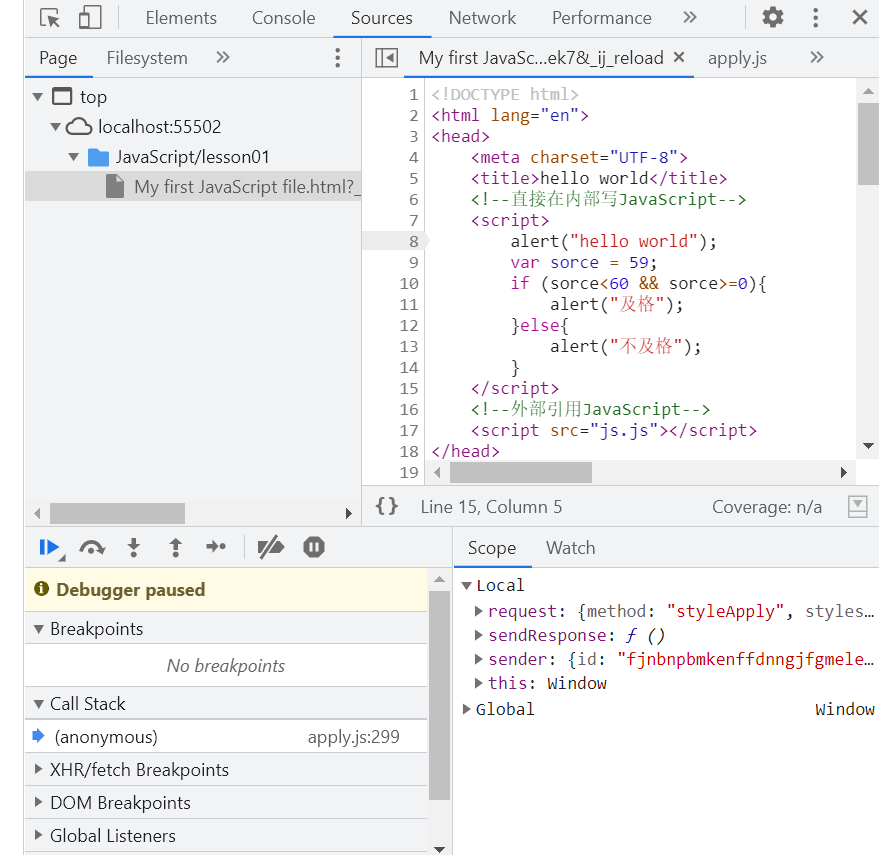 Elements Console Sources Network Performance
Page Filesystem
My first JavaSc...ek7&_ij_reload apply.js
top
localhost:55502
JavaScript/lesson01
My first JavaScript file.html?_
1 <!DOCTYPE html>
2 <html lang="en">
3 <head>
4 <meta charset="UTF-8">
5 <title>hello world</title>
6 <!--直接在内部写JavaScript-->
7 <script>
8 alert("hello world");
9 var sorce = 59;
10 if (sorce<60 && sorce>=0){
11 alert("及格");
12 }else{
13 alert("不及格");
14 }
15 </script>
16 <!--外部引用JavaScript-->
17 <script src="js.js"></script>
18 </head>
19
{} Line 15, Column 5 Coverage: n/a
Debugger paused
Breakpoints
No breakpoints
Call Stack
(anonymous) apply.js:299
XHR/fetch Breakpoints
DOM Breakpoints
Global Listeners
Scope Watch
Local
request: {method: "styleApply", styles...
sendResponse: ƒ ()
sender: {id: "fjnbnpbmkenffdnngjfgmele...
this: Window
Global Window